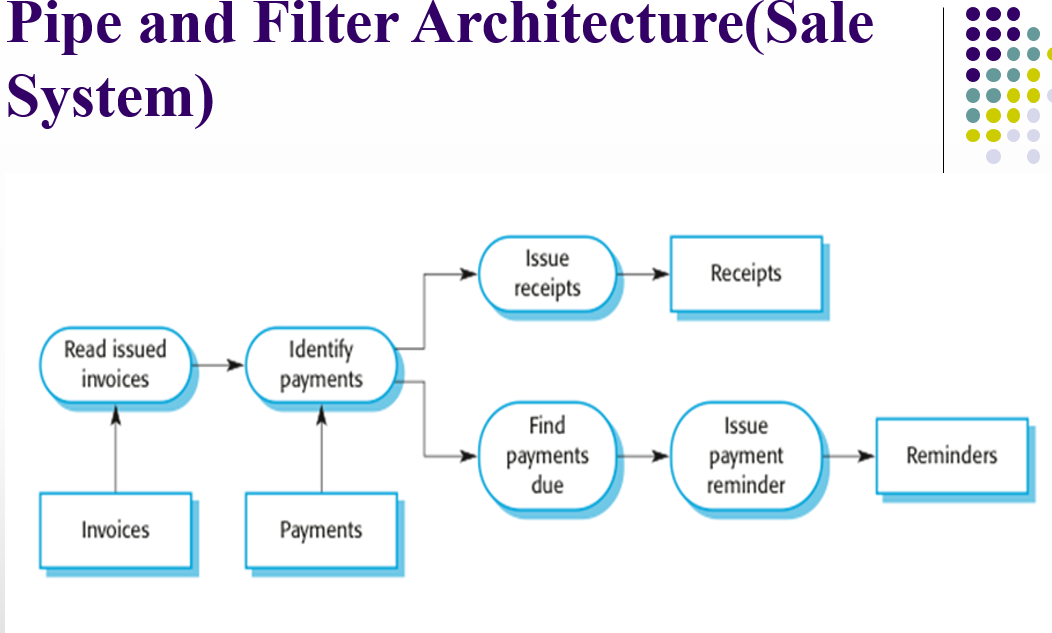 Pipe and Filter Architecture(Sale
System)
Issue
receipts
Receipts
Read issued
invoices
Identify
payments
Find
payments
due
Issue
payment
reminder
Reminders
Invoices
Payments